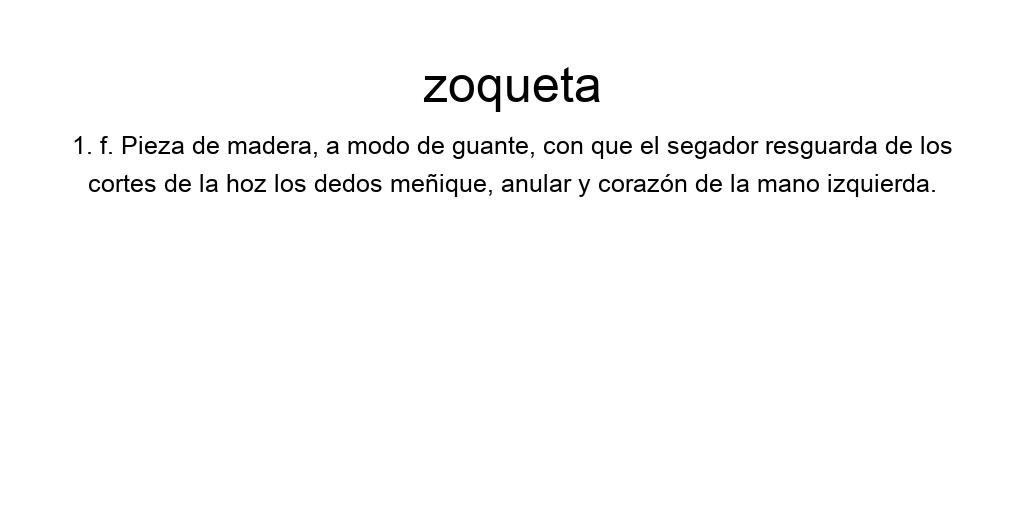 zoqueta
1. f. Pieza de madera, a modo de guante, con que el segador resguarda de los
cortes de la hoz los dedos meñique, anular y corazón de la mano izquierda.